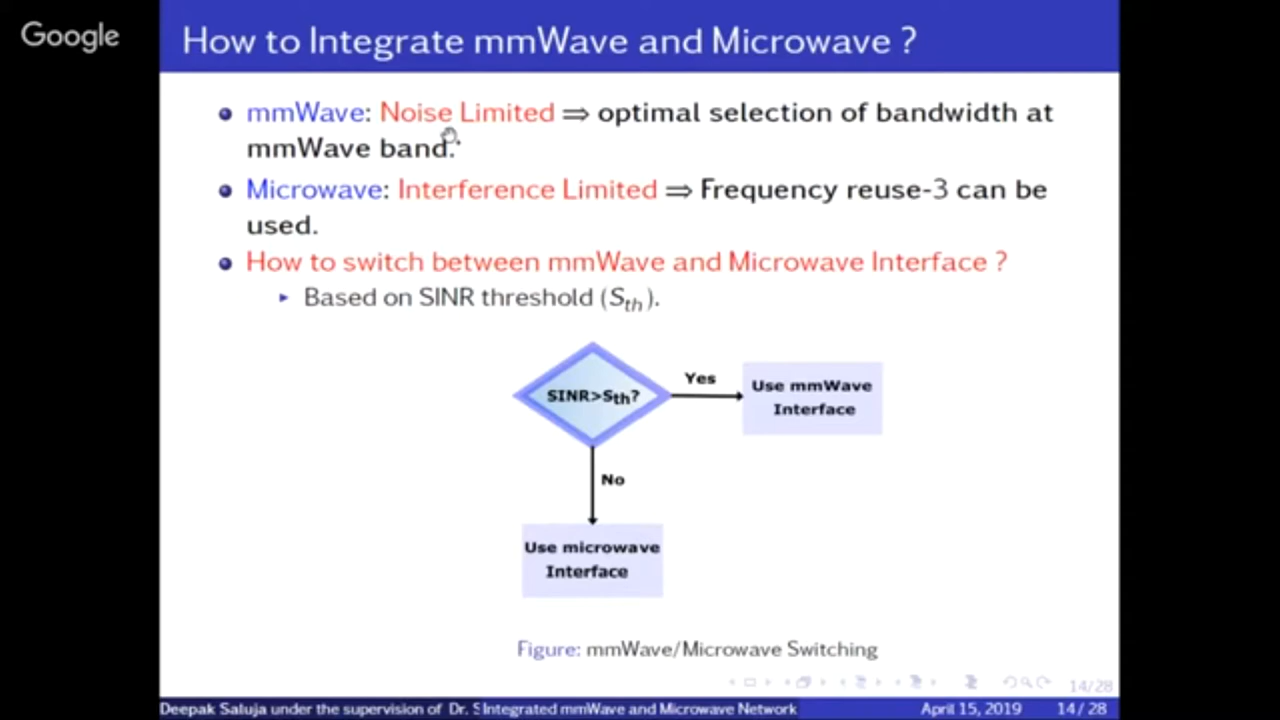 Google
How to Integrate mmWave and Microwave ?
mmWave: Noise Limited ⇒ optimal selection of bandwidth at
mmWave band.
Microwave: Interference Limited ⇒ Frequency reuse-3 can be
used.
How to switch between mmWave and Microwave Interface ?
Based on SINR threshold (Sth).
SINR>Sth?
Yes
Use mmWave
Interface
No
Use microwave
Interface
Figure: mmWave/Microwave Switching
14/28
Deepak Saluja under the supervision of Dr. S
Integrated mmWave and Microwave Network
April 15, 2019
14 / 28